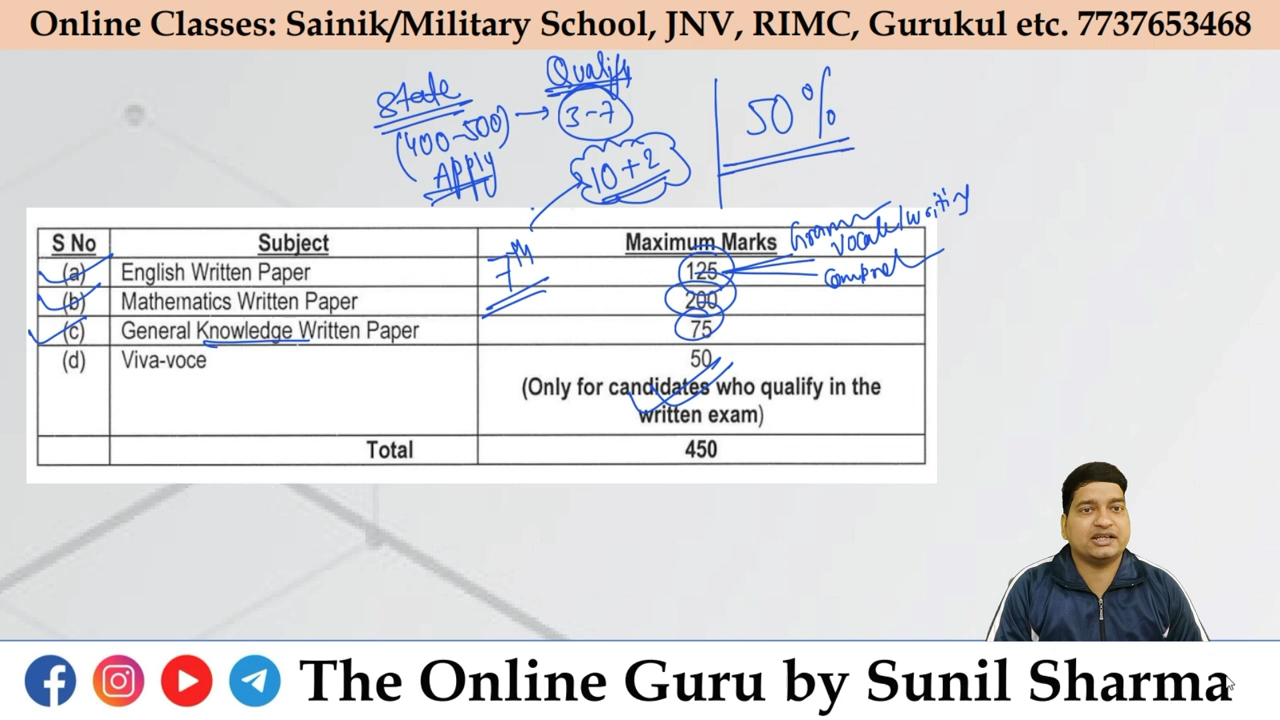 Online Classes: Sainik/Military School, JNV, RIMC, Gurukul etc. 7737653468
State
(400-500) →
Apply
Qualify
3-7
10+2
50%
7th
Vocab/writing
S No Subject Maximum Marks
(a) English Written Paper 125
(b) Mathematics Written Paper 200
(c) General Knowledge Written Paper 75
(d) Viva-voce 50
(Only for candidates who qualify in the
written exam)
Total 450
The Online Guru by Sunil Sharma